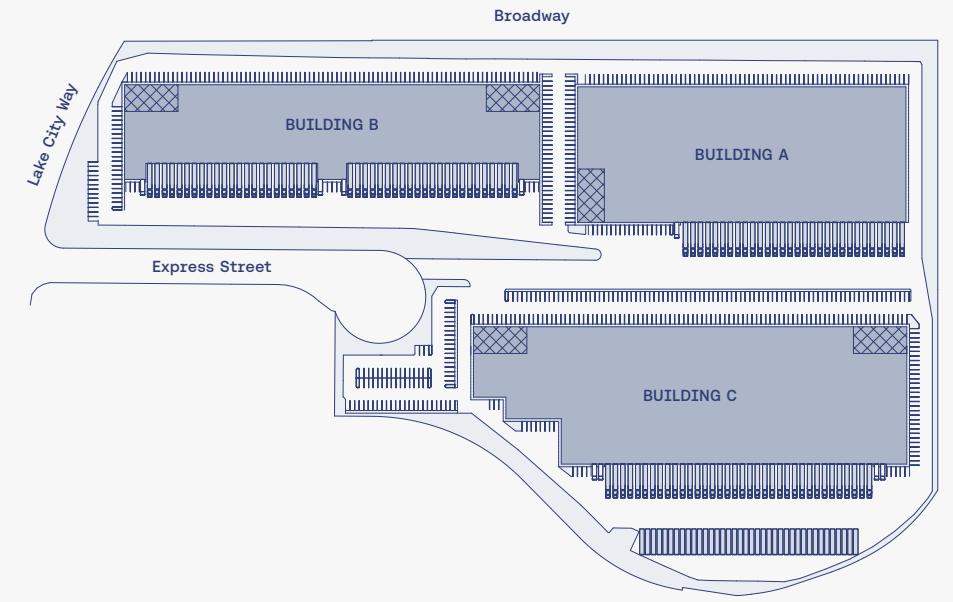 Broadway
Lake City Way
BUILDING B
BUILDING A
Express Street
BUILDING C